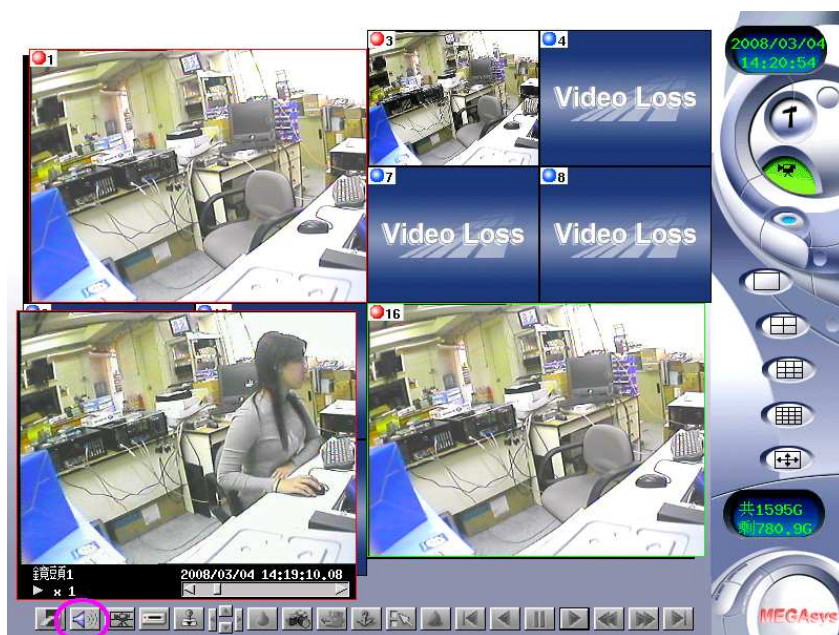 1
3
4
Video Loss
7
8
Video Loss
Video Loss
16
鏡頭1
2008/03/04 14:19:10.08
x 1
2008/03/04
14:20:54
共1595G
剩780.9G
MEGAsys